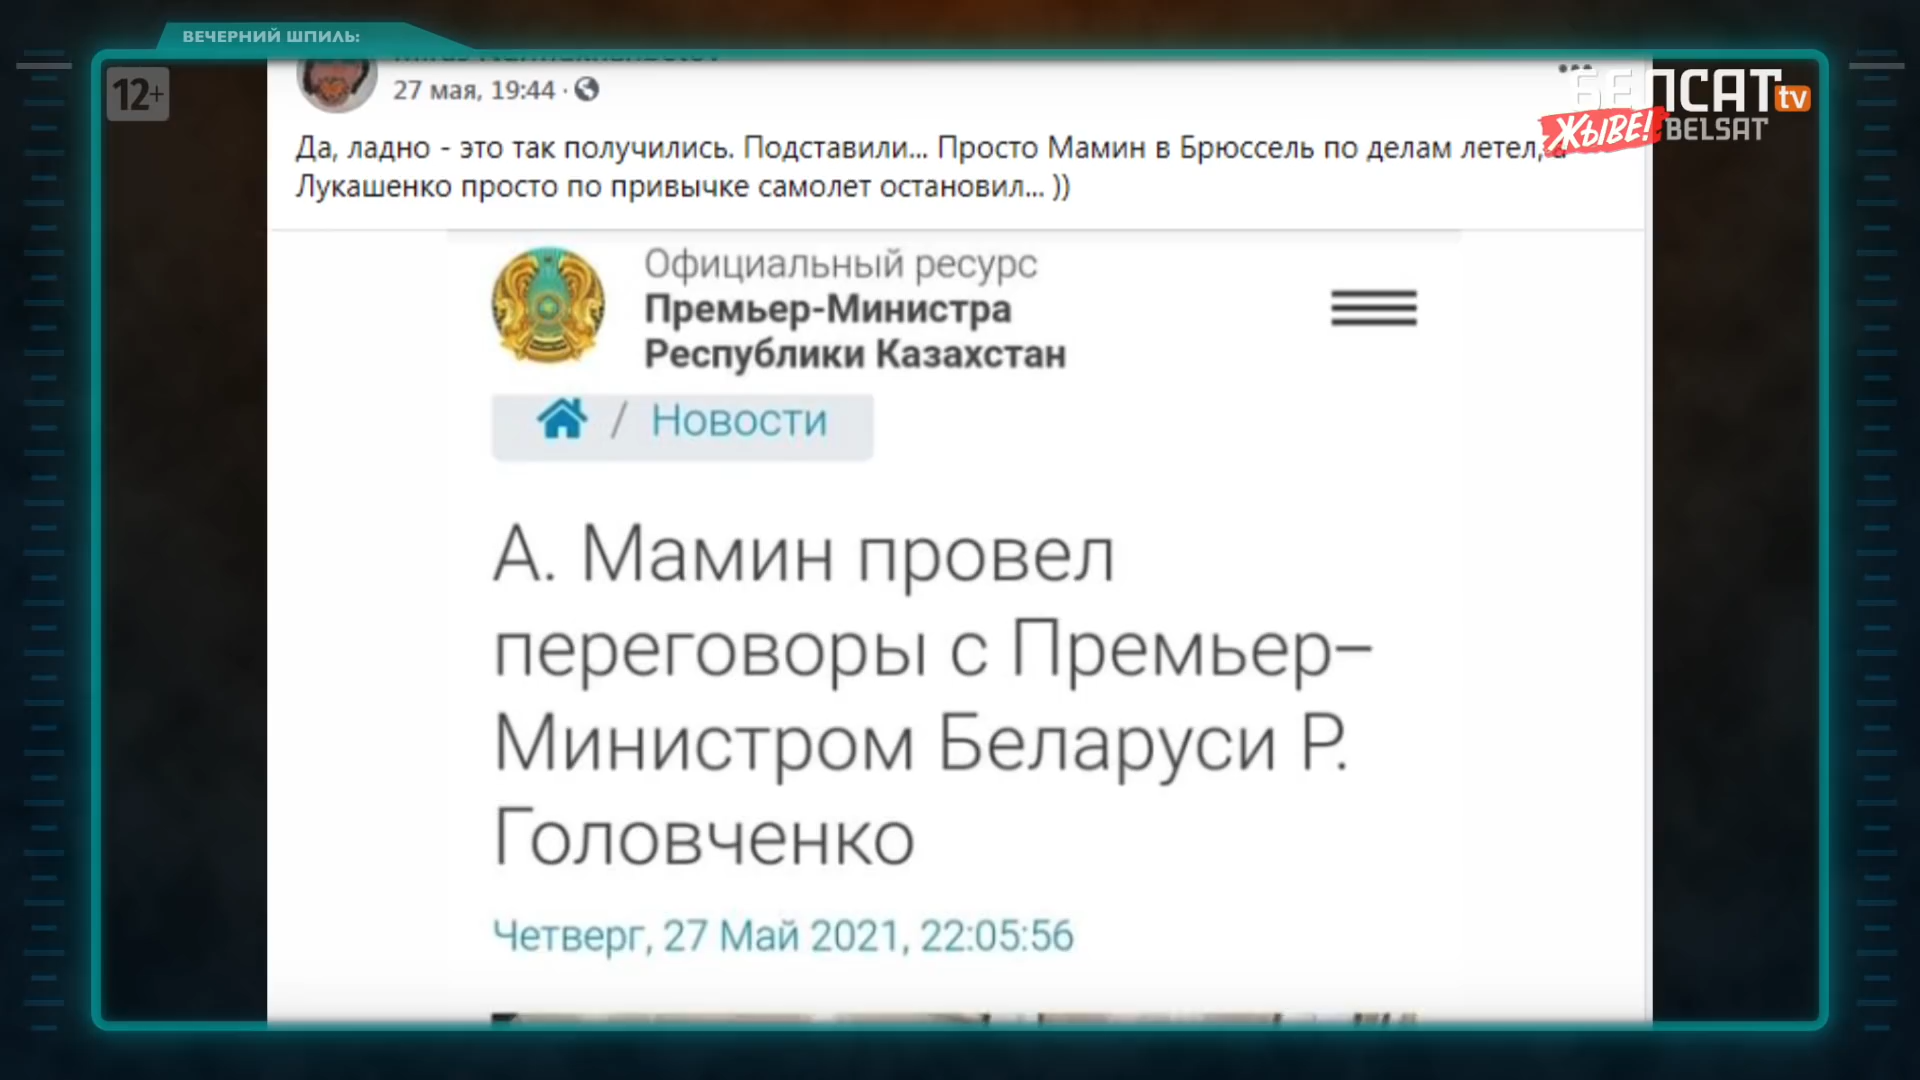 ВЕЧЕРНИЙ ШПИЛЬ:
12+
27 мая, 19:44 ·
БЕЛСАТ tv
ЖЫВЕ! BELSAT
Да, ладно - это так получились. Подставили... Просто Мамин в Брюссель по делам летел, а
Лукашенко просто по привычке самолет остановил... ))
Официальный ресурс
Премьер-Министра
Республики Казахстан
/ Новости
А. Мамин провел
переговоры с Премьер–
Министром Беларуси Р.
Головченко
Четверг, 27 Май 2021, 22:05:56